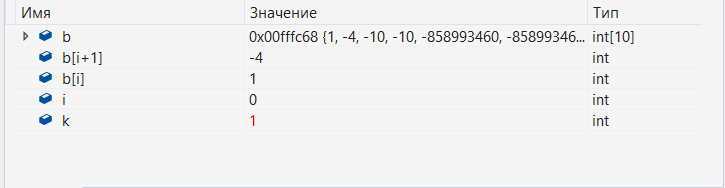 Имя Значение Тип
b 0x00fffc68 {1, -4, -10, -10, -858993460, -85899346... int[10]
b[i+1] -4 int
b[i] 1 int
i 0 int
k 1 int